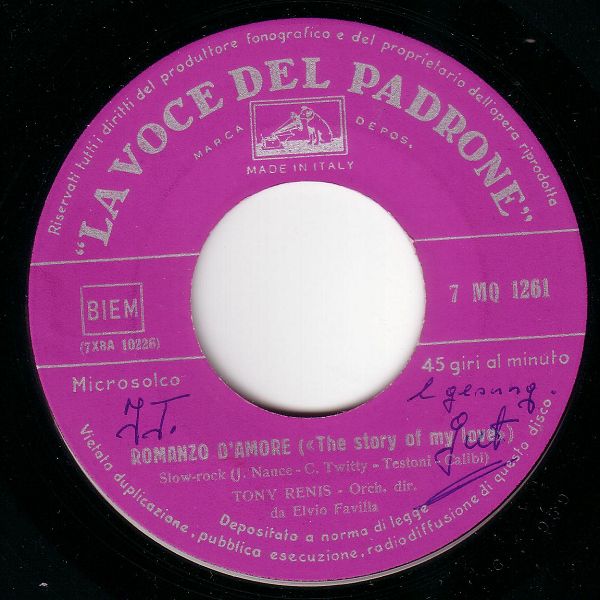 Riservati tutti i diritti del produttore fonografico e del proprietario dell'opera riprodotta
"LA VOCE DEL PADRONE"
MARCA DEPOS.
MADE IN ITALY
BIEM
(7XBA 10226)
7 MQ 1261
Microsolco
45 giri al minuto
gesung.
Gut
ROMANZO D'AMORE («The story of my love»)
Slow-rock (J. Nance - C. Twitty - Testoni - Calibi)
TONY RENIS - Orch. dir.
da Elvio Favilla
Depositato a norma di legge
Vietata duplicazione, pubblica esecuzione, radiodiffusione di questo disco.